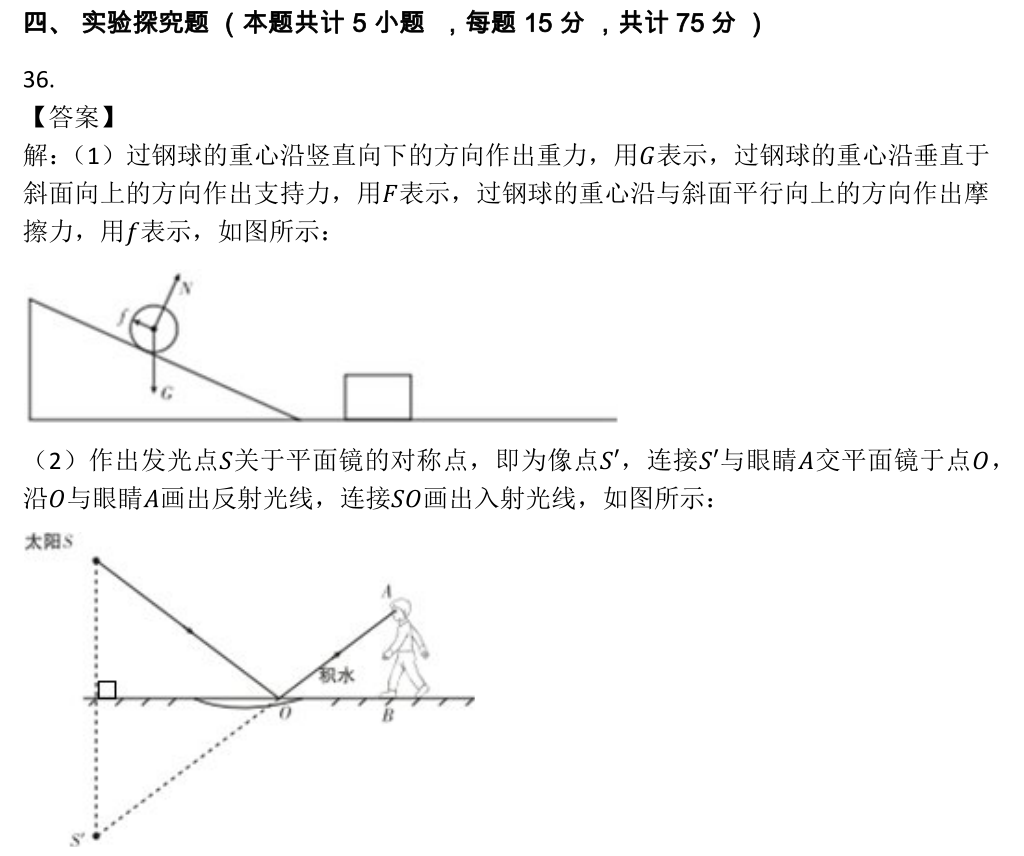 四、 实验探究题 （ 本题共计 5 小题 ，每题 15 分 ，共计 75 分 ）
36.
【答案】
解：（1）过钢球的重心沿竖直向下的方向作出重力，用G表示，过钢球的重心沿垂直于
斜面向上的方向作出支持力，用F表示，过钢球的重心沿与斜面平行向上的方向作出摩
擦力，用f表示，如图所示：
N
f
G
（2）作出发光点S关于平面镜的对称点，即为像点S′，连接S′与眼睛A交平面镜于点O，
沿O与眼睛A画出反射光线，连接SO画出入射光线，如图所示：
太阳S
A
积水
O
B
S′